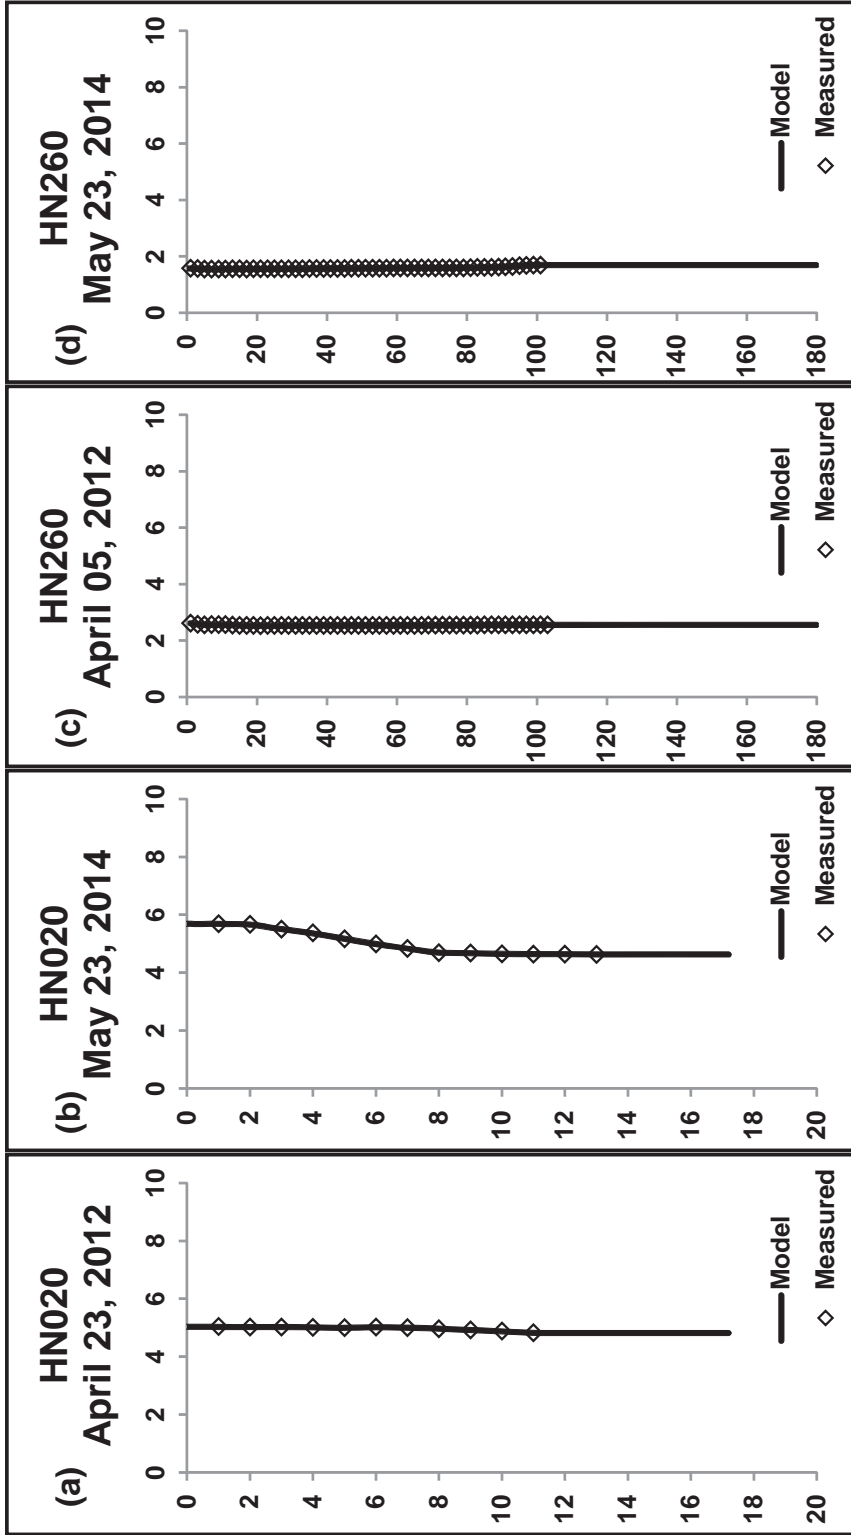 (a)
HN020
April 23, 2012
0 2 4 6 8 10
0
2
4
6
8
10
12
14
16
18
20
Model
Measured
(b)
HN020
May 23, 2014
0 2 4 6 8 10
0
2
4
6
8
10
12
14
16
18
20
Model
Measured
(c)
HN260
April 05, 2012
0 2 4 6 8 10
0
20
40
60
80
100
120
140
160
180
Model
Measured
(d)
HN260
May 23, 2014
0 2 4 6 8 10
0
20
40
60
80
100
120
140
160
180
Model
Measured